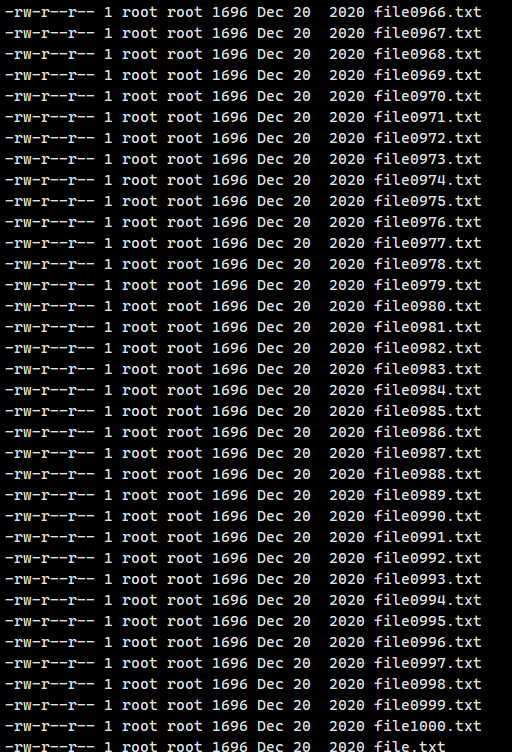 -rw-r--r-- 1 root root 1696 Dec 20  2020 file0966.txt
-rw-r--r-- 1 root root 1696 Dec 20  2020 file0967.txt
-rw-r--r-- 1 root root 1696 Dec 20  2020 file0968.txt
-rw-r--r-- 1 root root 1696 Dec 20  2020 file0969.txt
-rw-r--r-- 1 root root 1696 Dec 20  2020 file0970.txt
-rw-r--r-- 1 root root 1696 Dec 20  2020 file0971.txt
-rw-r--r-- 1 root root 1696 Dec 20  2020 file0972.txt
-rw-r--r-- 1 root root 1696 Dec 20  2020 file0973.txt
-rw-r--r-- 1 root root 1696 Dec 20  2020 file0974.txt
-rw-r--r-- 1 root root 1696 Dec 20  2020 file0975.txt
-rw-r--r-- 1 root root 1696 Dec 20  2020 file0976.txt
-rw-r--r-- 1 root root 1696 Dec 20  2020 file0977.txt
-rw-r--r-- 1 root root 1696 Dec 20  2020 file0978.txt
-rw-r--r-- 1 root root 1696 Dec 20  2020 file0979.txt
-rw-r--r-- 1 root root 1696 Dec 20  2020 file0980.txt
-rw-r--r-- 1 root root 1696 Dec 20  2020 file0981.txt
-rw-r--r-- 1 root root 1696 Dec 20  2020 file0982.txt
-rw-r--r-- 1 root root 1696 Dec 20  2020 file0983.txt
-rw-r--r-- 1 root root 1696 Dec 20  2020 file0984.txt
-rw-r--r-- 1 root root 1696 Dec 20  2020 file0985.txt
-rw-r--r-- 1 root root 1696 Dec 20  2020 file0986.txt
-rw-r--r-- 1 root root 1696 Dec 20  2020 file0987.txt
-rw-r--r-- 1 root root 1696 Dec 20  2020 file0988.txt
-rw-r--r-- 1 root root 1696 Dec 20  2020 file0989.txt
-rw-r--r-- 1 root root 1696 Dec 20  2020 file0990.txt
-rw-r--r-- 1 root root 1696 Dec 20  2020 file0991.txt
-rw-r--r-- 1 root root 1696 Dec 20  2020 file0992.txt
-rw-r--r-- 1 root root 1696 Dec 20  2020 file0993.txt
-rw-r--r-- 1 root root 1696 Dec 20  2020 file0994.txt
-rw-r--r-- 1 root root 1696 Dec 20  2020 file0995.txt
-rw-r--r-- 1 root root 1696 Dec 20  2020 file0996.txt
-rw-r--r-- 1 root root 1696 Dec 20  2020 file0997.txt
-rw-r--r-- 1 root root 1696 Dec 20  2020 file0998.txt
-rw-r--r-- 1 root root 1696 Dec 20  2020 file0999.txt
-rw-r--r-- 1 root root 1696 Dec 20  2020 file1000.txt
-rw-r--r-- 1 root root 1696 Dec 20  2020 file.txt